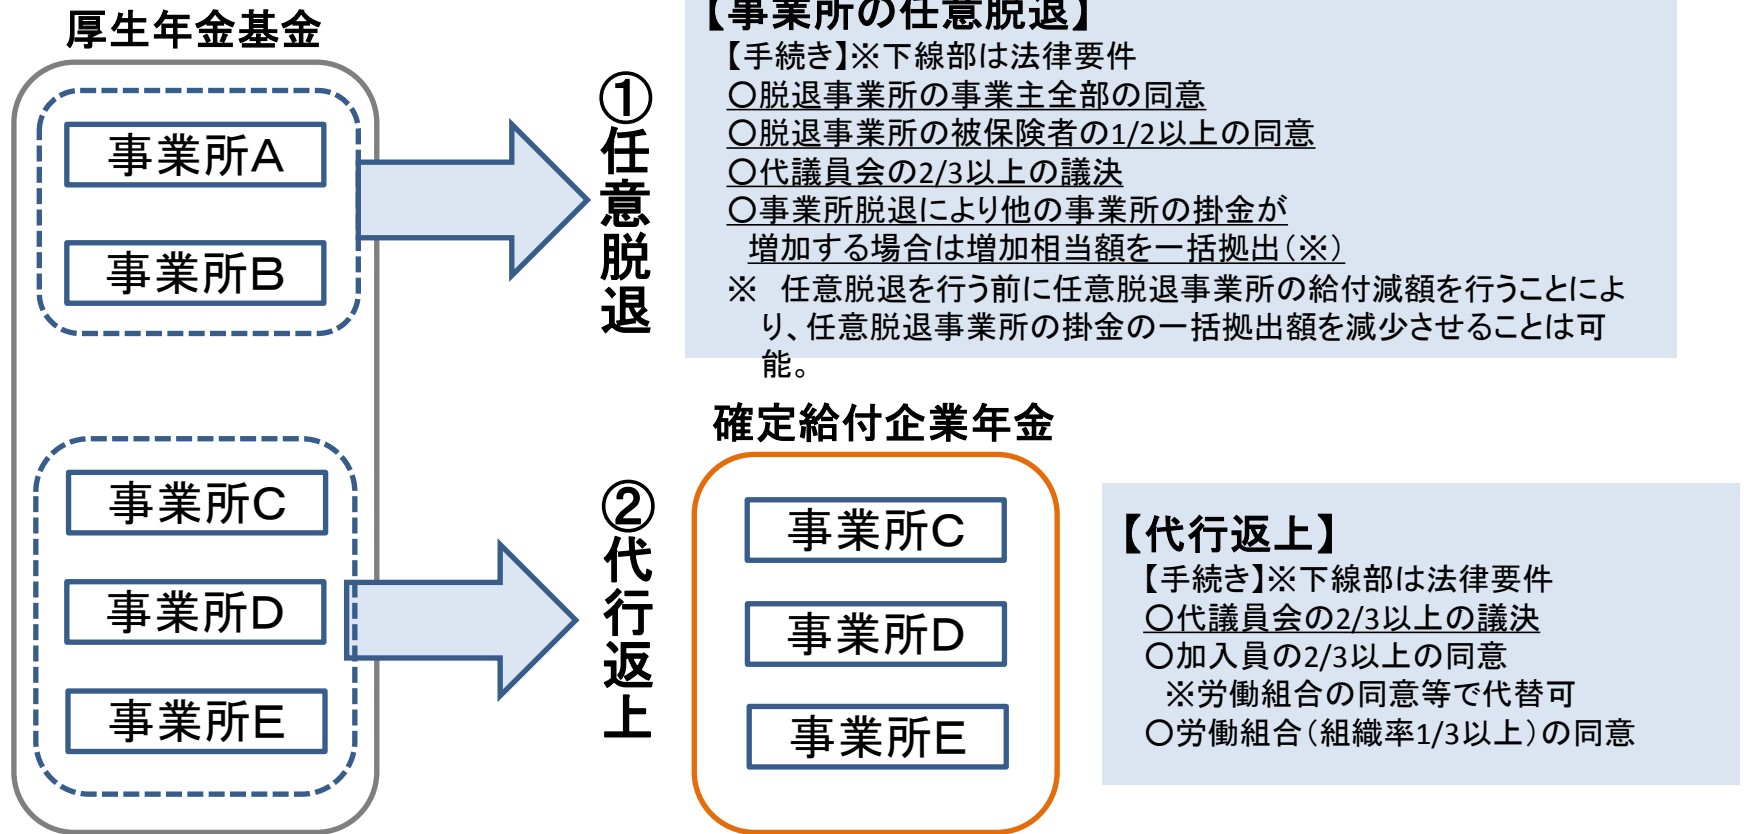 厚生年金基金
事業所A
事業所B
①任意脱退
【事業所の任意脱退】
【手続き】※下線部は法律要件
○脱退事業所の事業主全部の同意
○脱退事業所の被保険者の1/2以上の同意
○代議員会の2/3以上の議決
○事業所脱退により他の事業所の掛金が
増加する場合は増加相当額を一括拠出(※)
※ 任意脱退を行う前に任意脱退事業所の給付減額を行うことによ
り、任意脱退事業所の掛金の一括拠出額を減少させることは可
能。
事業所C
事業所D
事業所E
②代行返上
確定給付企業年金
事業所C
事業所D
事業所E
【代行返上】
【手続き】※下線部は法律要件
○代議員会の2/3以上の議決
○加入員の2/3以上の同意
※労働組合の同意等で代替可
○労働組合(組織率1/3以上)の同意